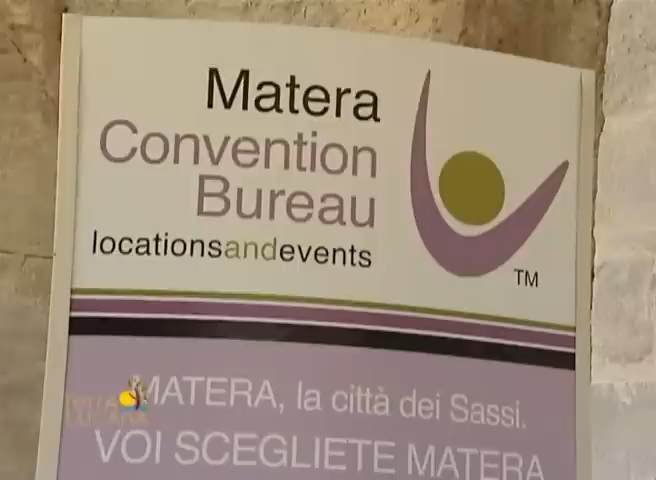 Matera
Convention
Bureau
locationsandevents
TM
MATERA, la città dei Sassi.
VOI SCEGLIETE MATERA